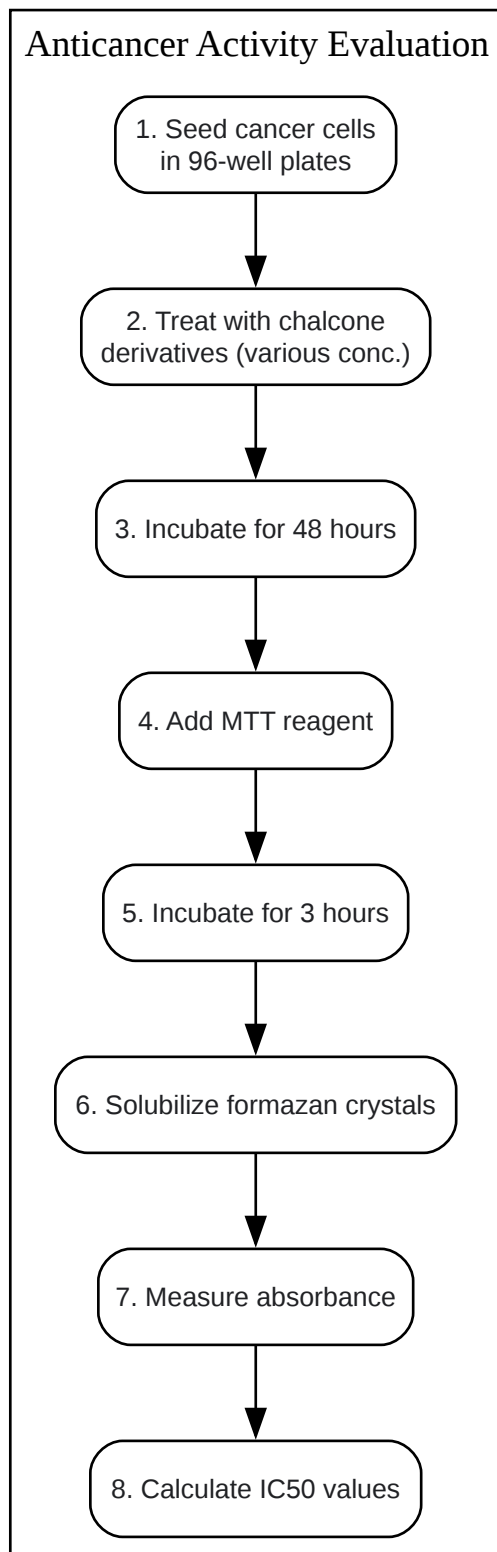 Anticancer Activity Evaluation
1. Seed cancer cells
in 96-well plates
2. Treat with chalcone
derivatives (various conc.)
3. Incubate for 48 hours
4. Add MTT reagent
5. Incubate for 3 hours
6. Solubilize formazan crystals
7. Measure absorbance
8. Calculate IC50 values